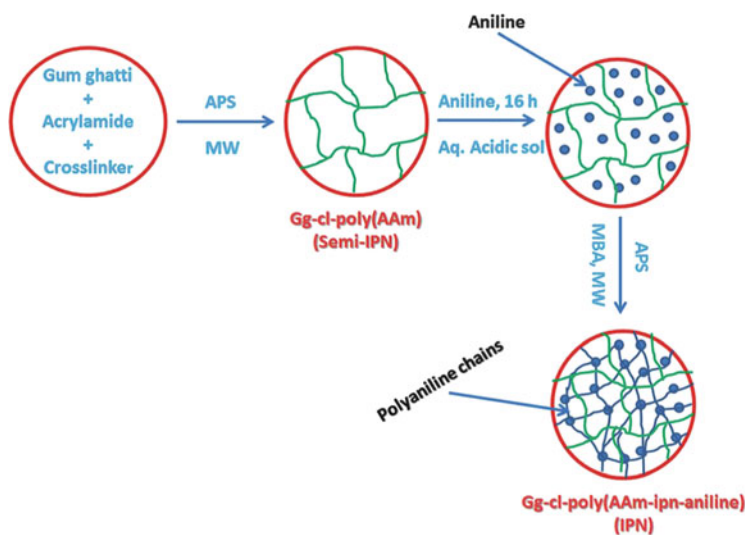 Gum ghatti
+
Acrylamide
+
Crosslinker
APS
MW
Gg-cl-poly(AAm)
(Semi-IPN)
Aniline, 16 h
Aq. Acidic sol
Aniline
MBA, MW
APS
Polyaniline chains
Gg-cl-poly(AAm-ipn-aniline)
(IPN)